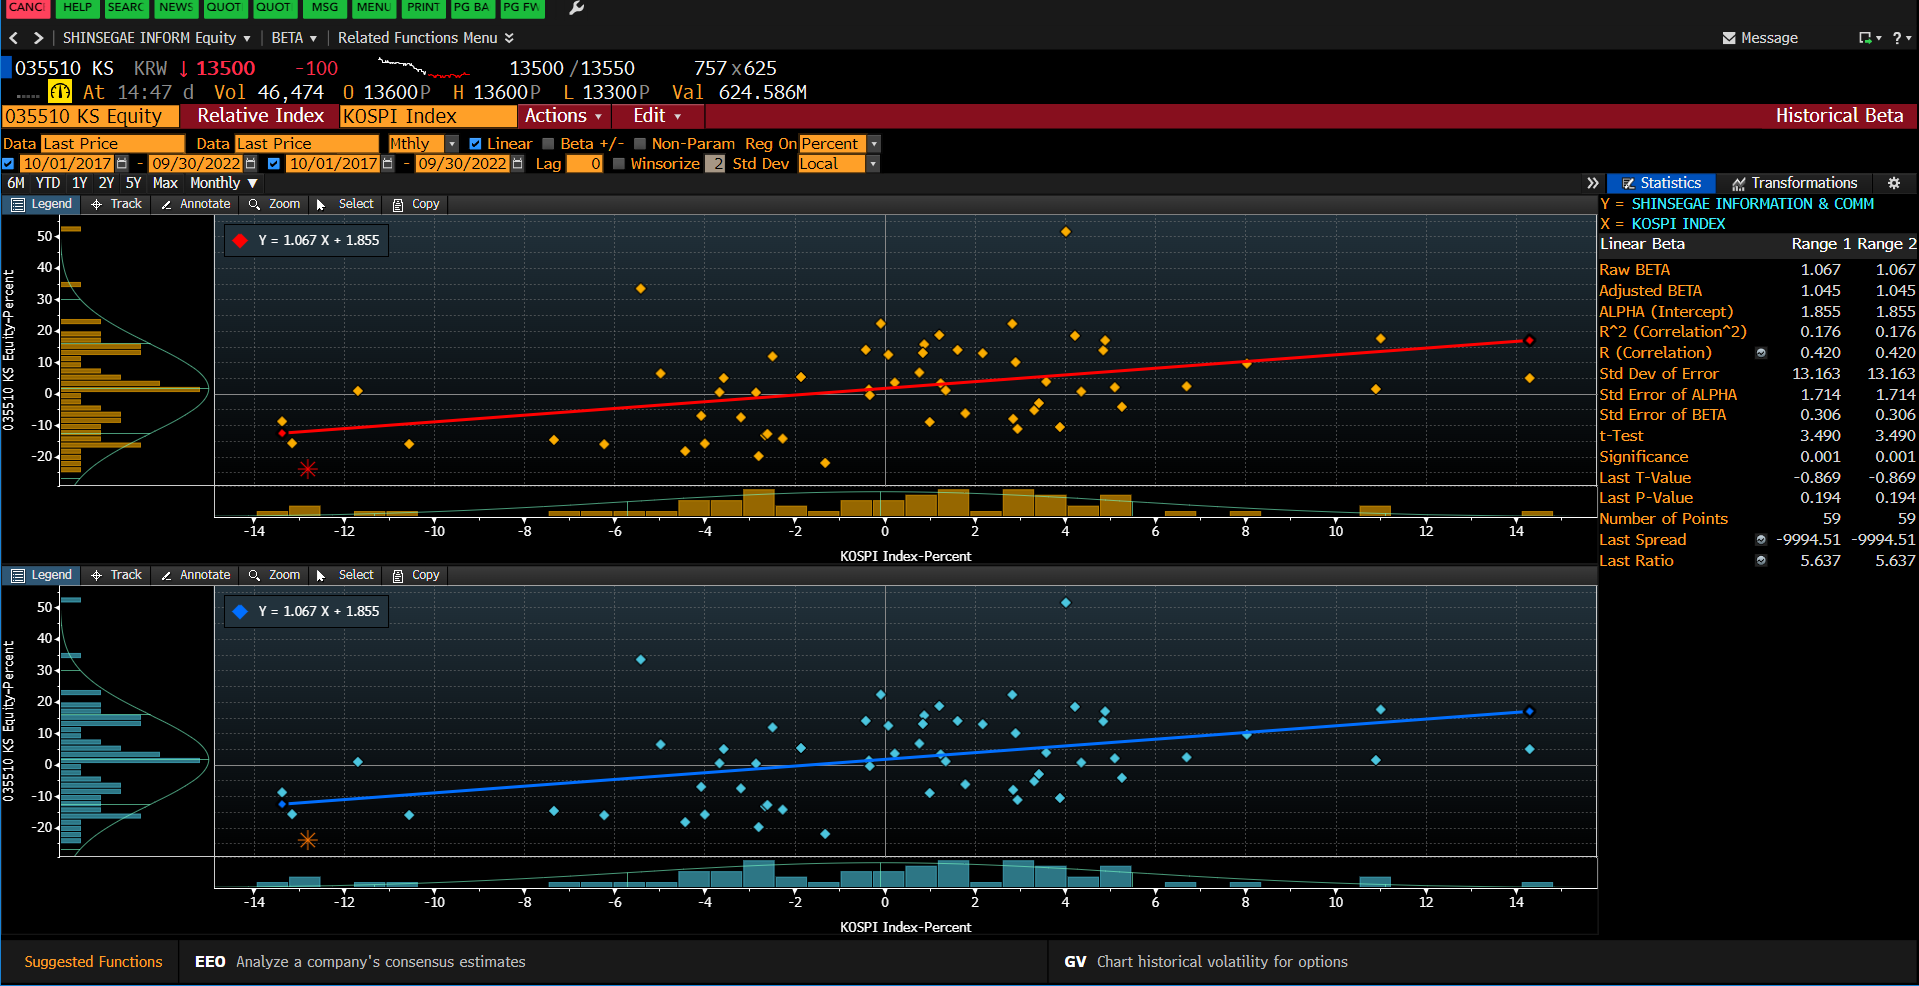 CANC HELP SEARC NEWS QUOT QUOT MSG MENU PRINT PG BA PG FW
SHINSEGAE INFORM Equity BETA Related Functions Menu Message ?
035510 KS KRW ↓ 13500 -100 13500 /13550 757 x 625
At 14:47 d Vol 46,474 O 13600P H 13600P L 13300P Val 624.586M
035510 KS Equity Relative Index KOSPI Index Actions Edit Historical Beta
Data Last Price Data Last Price Mthly Linear Beta +/- Non-Param Reg On Percent
10/01/2017 - 09/30/2022 10/01/2017 - 09/30/2022 Lag 0 Winsorize 2 Std Dev Local
6M YTD 1Y 2Y 5Y Max Monthly ▼ Statistics Transformations
Legend Track Annotate Zoom Select Copy
Y = 1.067 X + 1.855
035510 KS Equity-Percent
50
40
30
20
10
0
-10
-20
-14 -12 -10 -8 -6 -4 -2 0 2 4 6 8 10 12 14
KOSPI Index-Percent
Legend Track Annotate Zoom Select Copy
Y = 1.067 X + 1.855
035510 KS Equity-Percent
50
40
30
20
10
0
-10
-20
-14 -12 -10 -8 -6 -4 -2 0 2 4 6 8 10 12 14
KOSPI Index-Percent
Y = SHINSEGAE INFORMATION & COMM
X = KOSPI INDEX
Linear Beta Range 1 Range 2
Raw BETA 1.067 1.067
Adjusted BETA 1.045 1.045
ALPHA (Intercept) 1.855 1.855
R^2 (Correlation^2) 0.176 0.176
R (Correlation) 0.420 0.420
Std Dev of Error 13.163 13.163
Std Error of ALPHA 1.714 1.714
Std Error of BETA 0.306 0.306
t-Test 3.490 3.490
Significance 0.001 0.001
Last T-Value -0.869 -0.869
Last P-Value 0.194 0.194
Number of Points 59 59
Last Spread -9994.51 -9994.51
Last Ratio 5.637 5.637
Suggested Functions EEO Analyze a company's consensus estimates GV Chart historical volatility for options